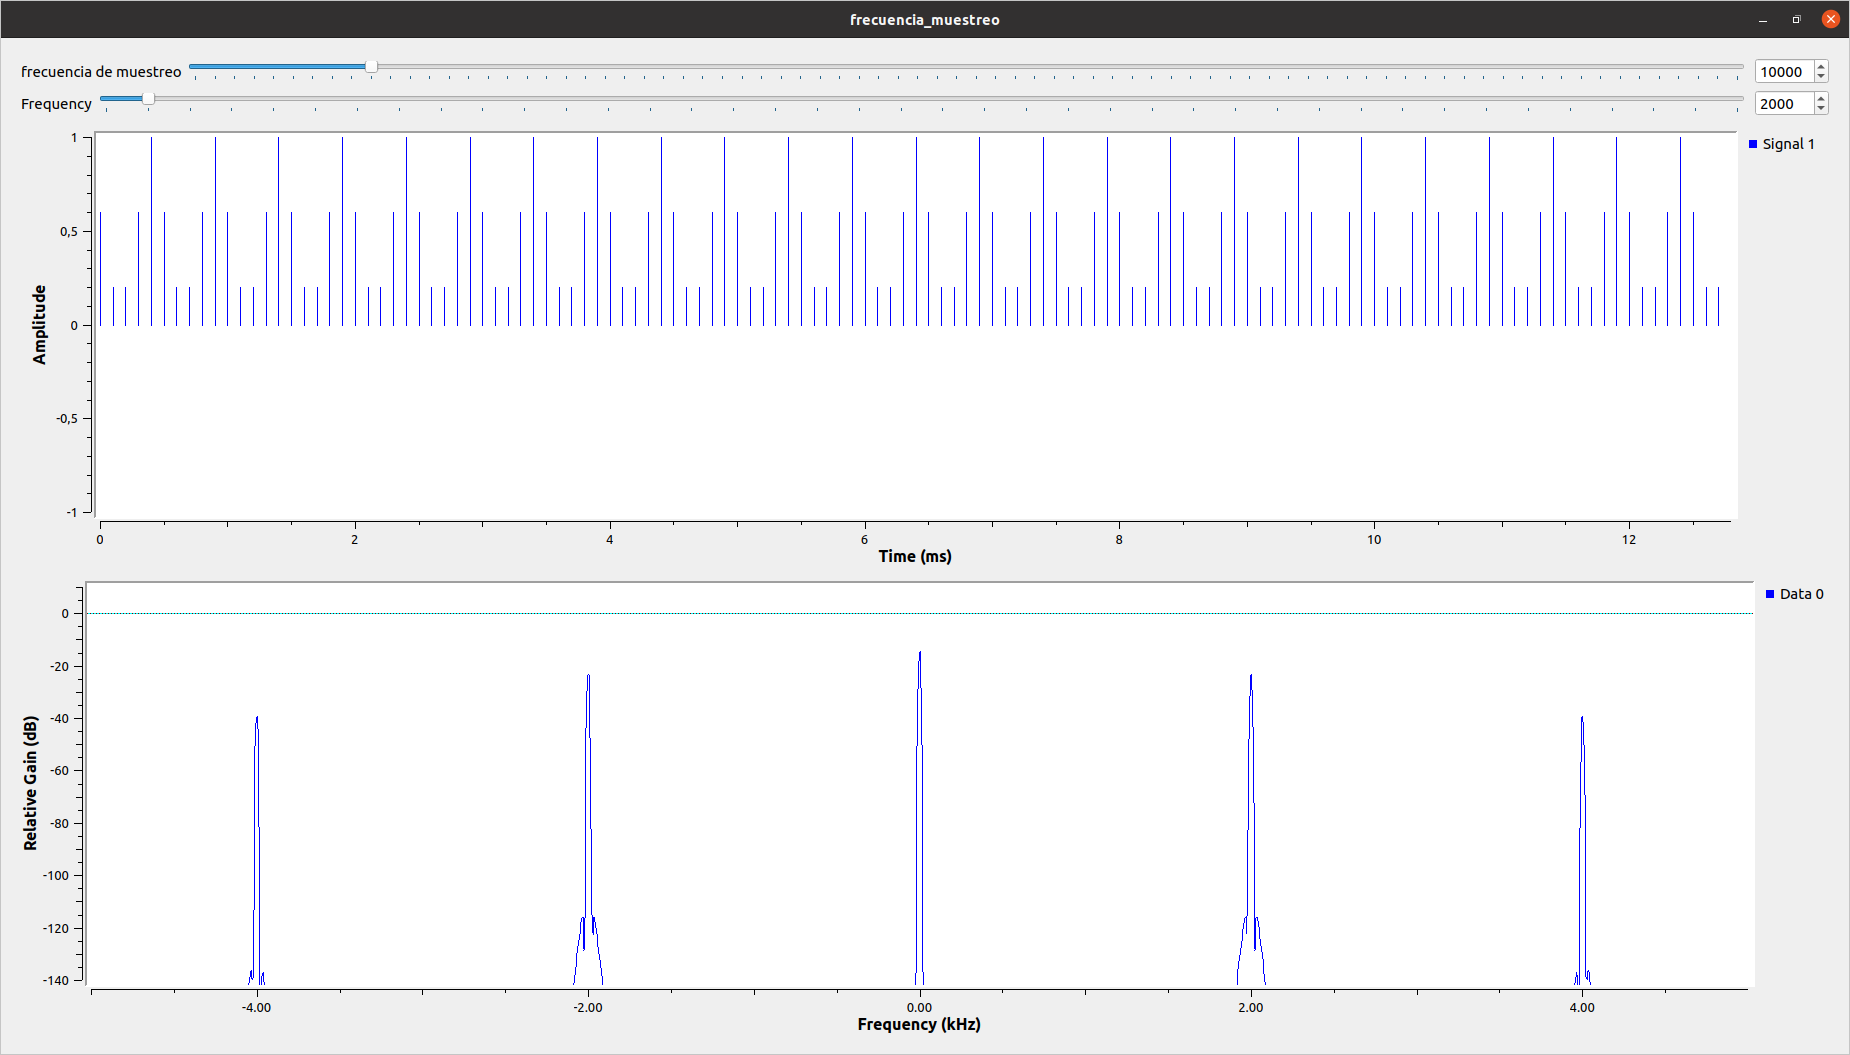 frecuencia_muestreo
frecuencia de muestreo 10000
Frequency 2000
Signal 1
1
0,5
0
-0,5
-1
Amplitude
0 2 4 6 8 10 12
Time (ms)
Data 0
0
-20
-40
-60
-80
-100
-120
-140
Relative Gain (dB)
-4.00 -2.00 0.00 2.00 4.00
Frequency (kHz)